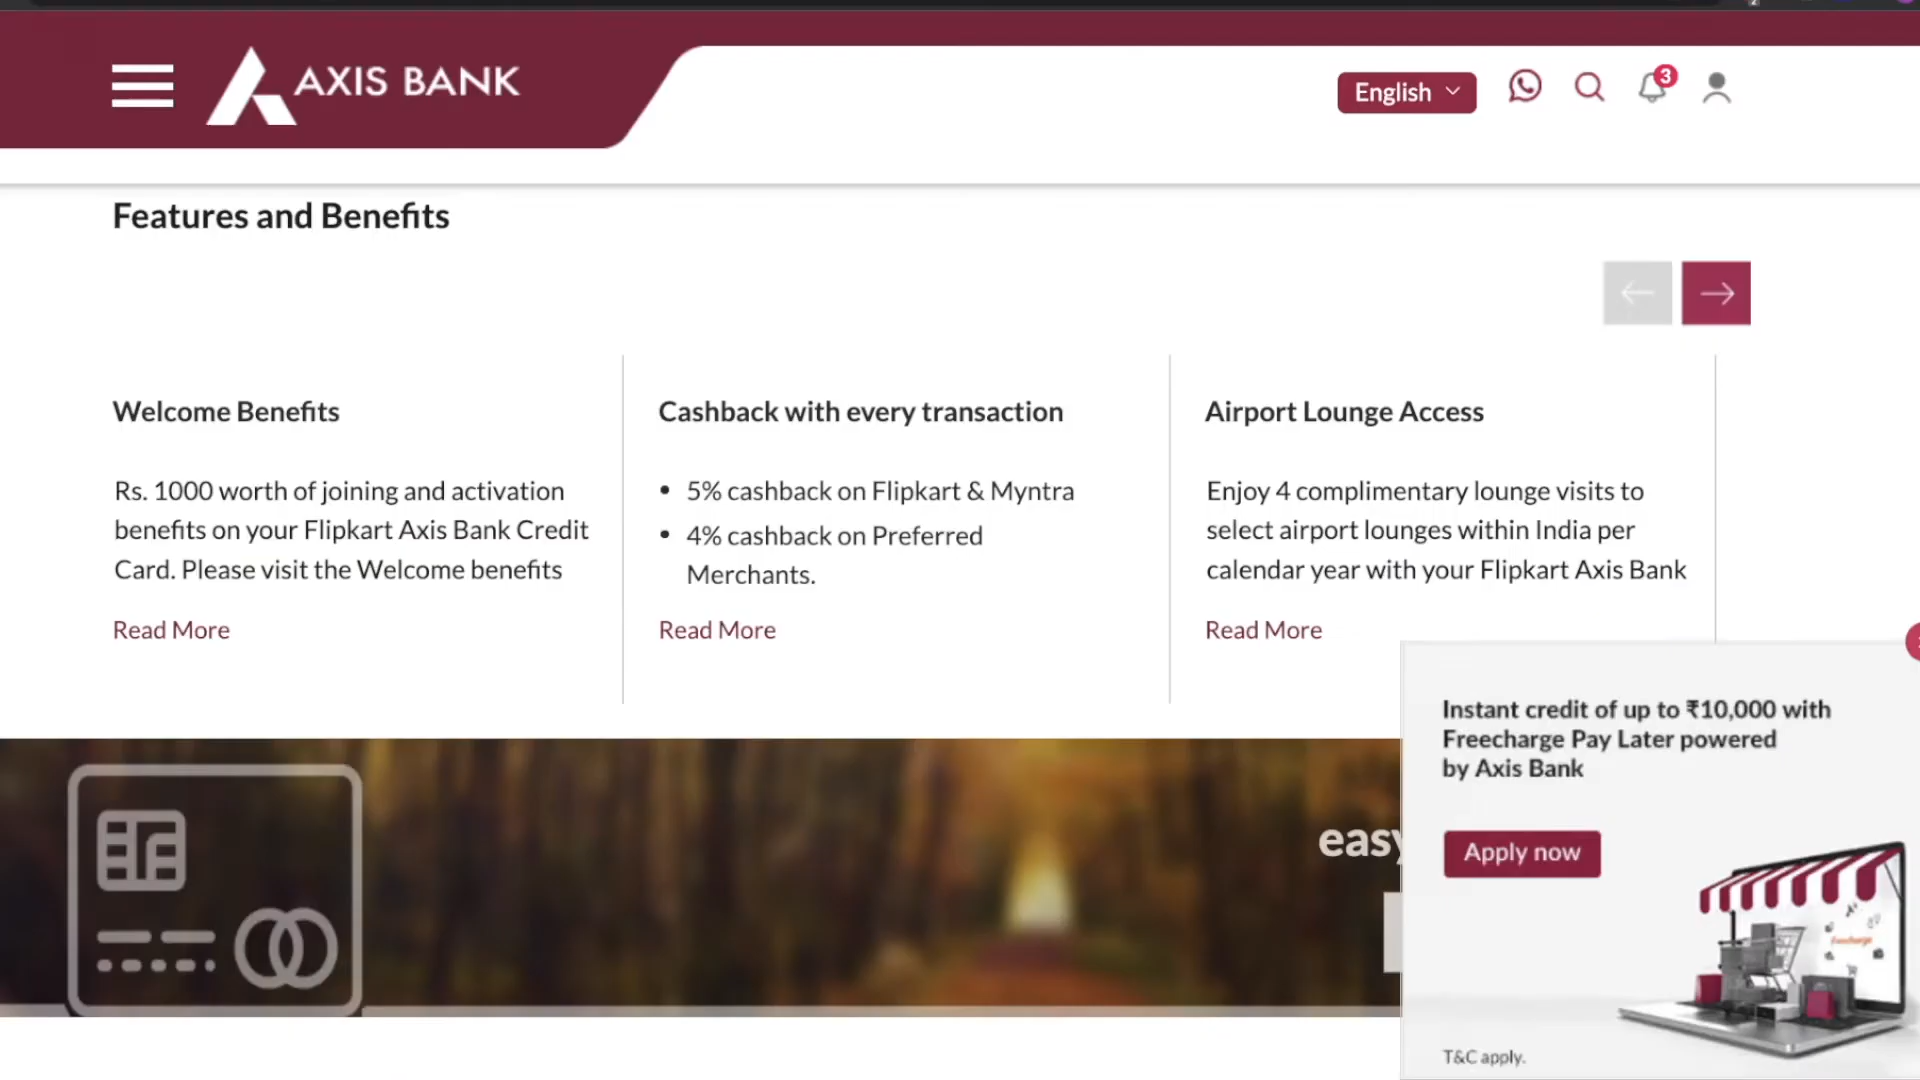 AXIS BANK
English
3
Features and Benefits
Welcome Benefits
Rs. 1000 worth of joining and activation
benefits on your Flipkart Axis Bank Credit
Card. Please visit the Welcome benefits
Read More
Cashback with every transaction
• 5% cashback on Flipkart & Myntra
• 4% cashback on Preferred
Merchants.
Read More
Airport Lounge Access
Enjoy 4 complimentary lounge visits to
select airport lounges within India per
calendar year with your Flipkart Axis Bank
Read More
easy
Instant credit of up to ₹10,000 with
Freecharge Pay Later powered
by Axis Bank
Apply now
freecharge
T&C apply.